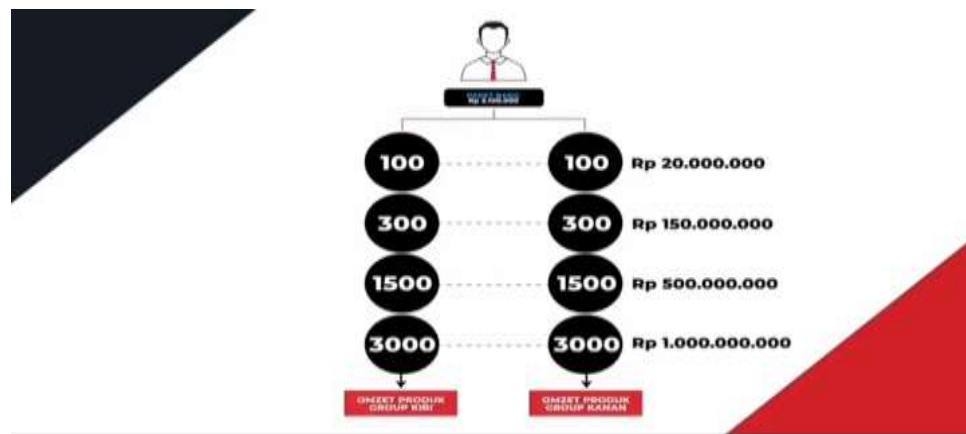 100 100 Rp 20.000.000
300 300 Rp 150.000.000
1500 1500 Rp 500.000.000
3000 3000 Rp 1.000.000.000
OMZET PRODUK OMZET PRODUK
GROUP KIRI GROUP KANAN